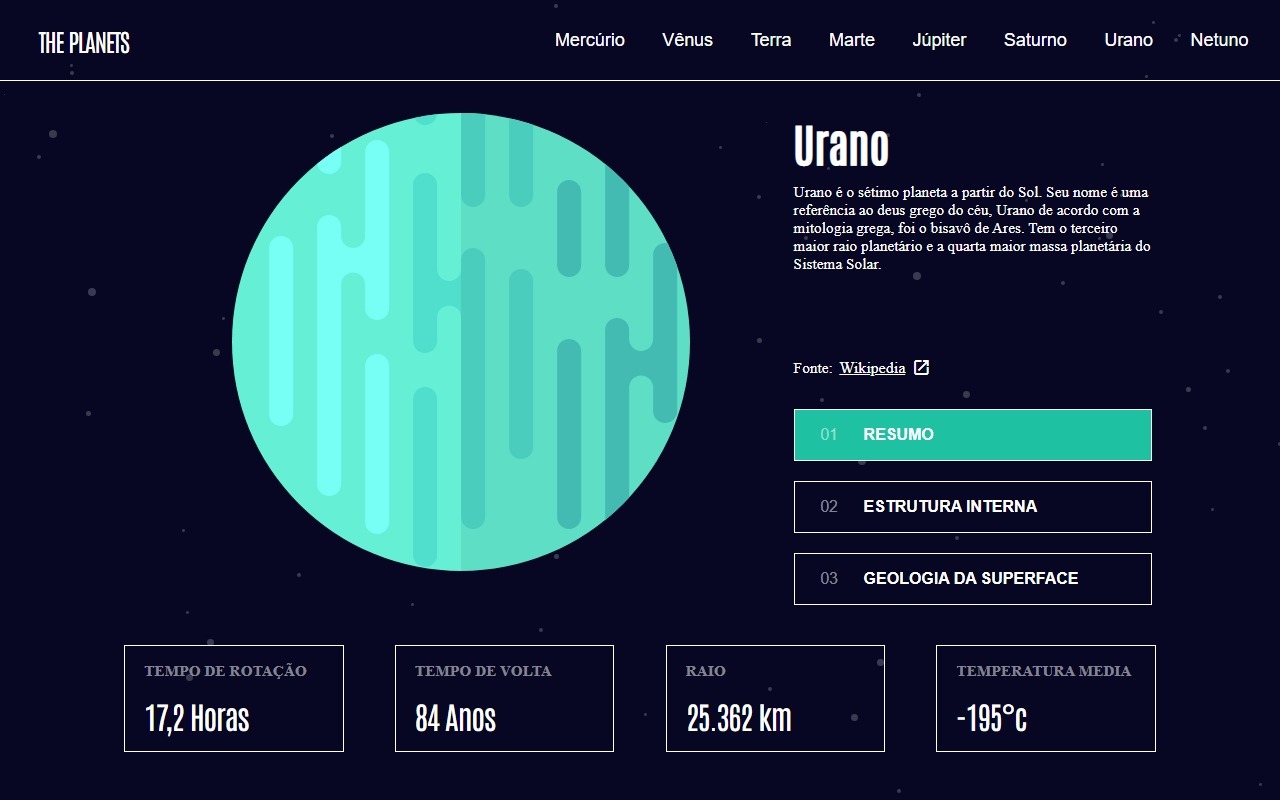 THE PLANETS
Mercúrio Vênus Terra Marte Júpiter Saturno Urano Netuno
Urano
Urano é o sétimo planeta a partir do Sol. Seu nome é uma
referência ao deus grego do céu, Urano de acordo com a
mitologia grega, foi o bisavô de Ares. Tem o terceiro
maior raio planetário e a quarta maior massa planetária do
Sistema Solar.
Fonte: Wikipedia
01 RESUMO
02 ESTRUTURA INTERNA
03 GEOLOGIA DA SUPERFACE
TEMPO DE ROTAÇÃO
17,2 Horas
TEMPO DE VOLTA
84 Anos
RAIO
25.362 km
TEMPERATURA MEDIA
-195°c